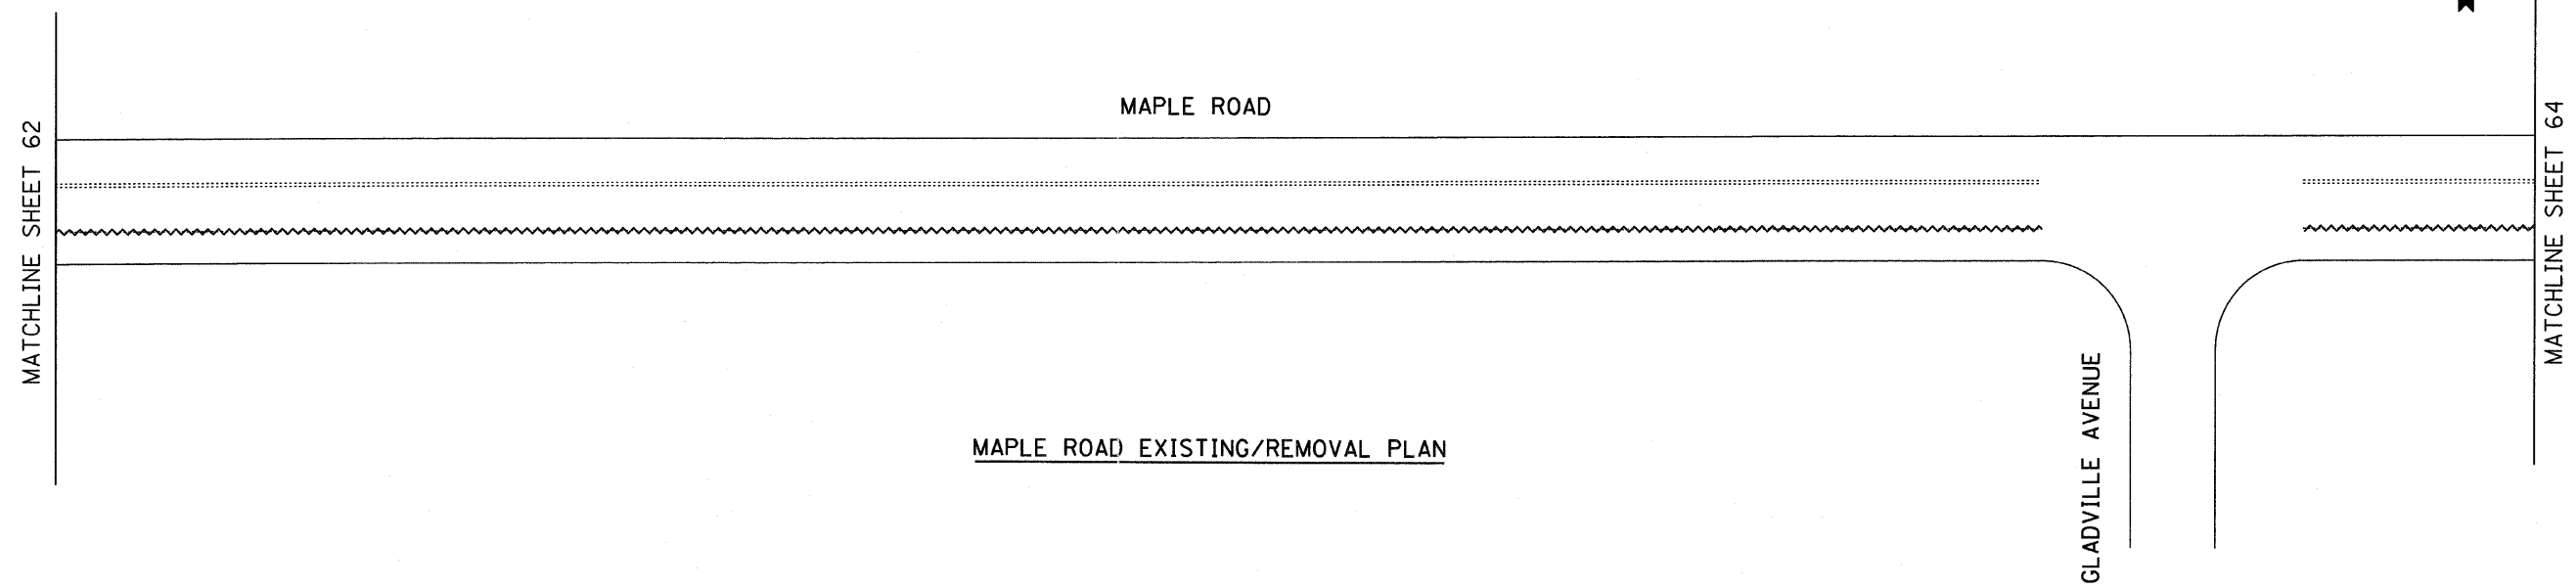 MAPLE ROAD
MATCHLINE SHEET 62
MATCHLINE SHEET 64
GLADVILLE AVENUE
MAPLE ROAD EXISTING/REMOVAL PLAN